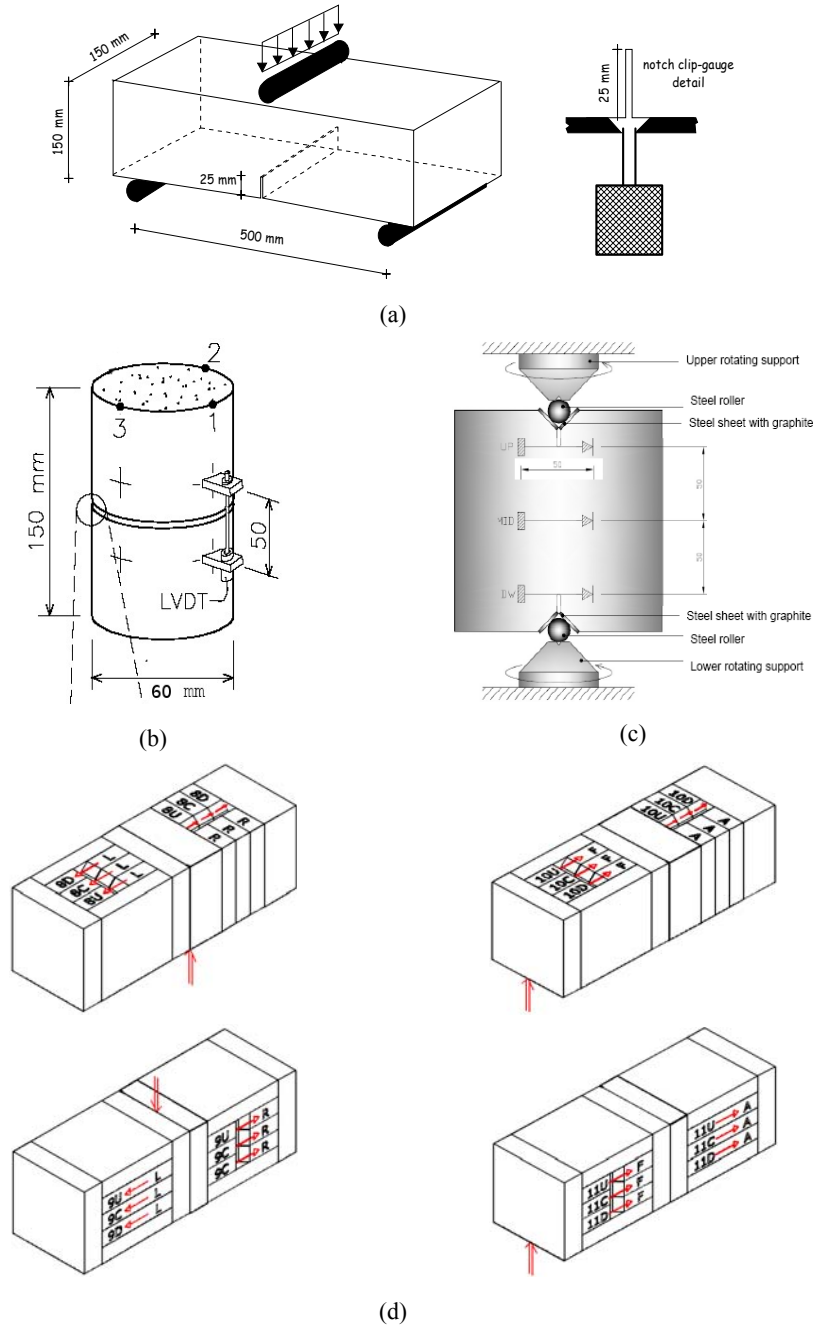 150 mm
150 mm
25 mm
500 mm
25 mm
notch clip-gauge
detail
(a)
2
3
1
150 mm
50
LVDT
60 mm
(b)
Upper rotating support
Steel roller
Steel sheet with graphite
UP
50
50
MID
50
DW
Steel sheet with graphite
Steel roller
Lower rotating support
(c)
8D
8C
8U
R
R
R
L
L
L
8D
8C
8U
10D
10C
10U
A
A
A
F
F
F
10U
10C
10D
9U R
9C R
9C R
9U L
9C L
9D L
11U A
11C A
11D A
11U F
11C F
11D F
(d)